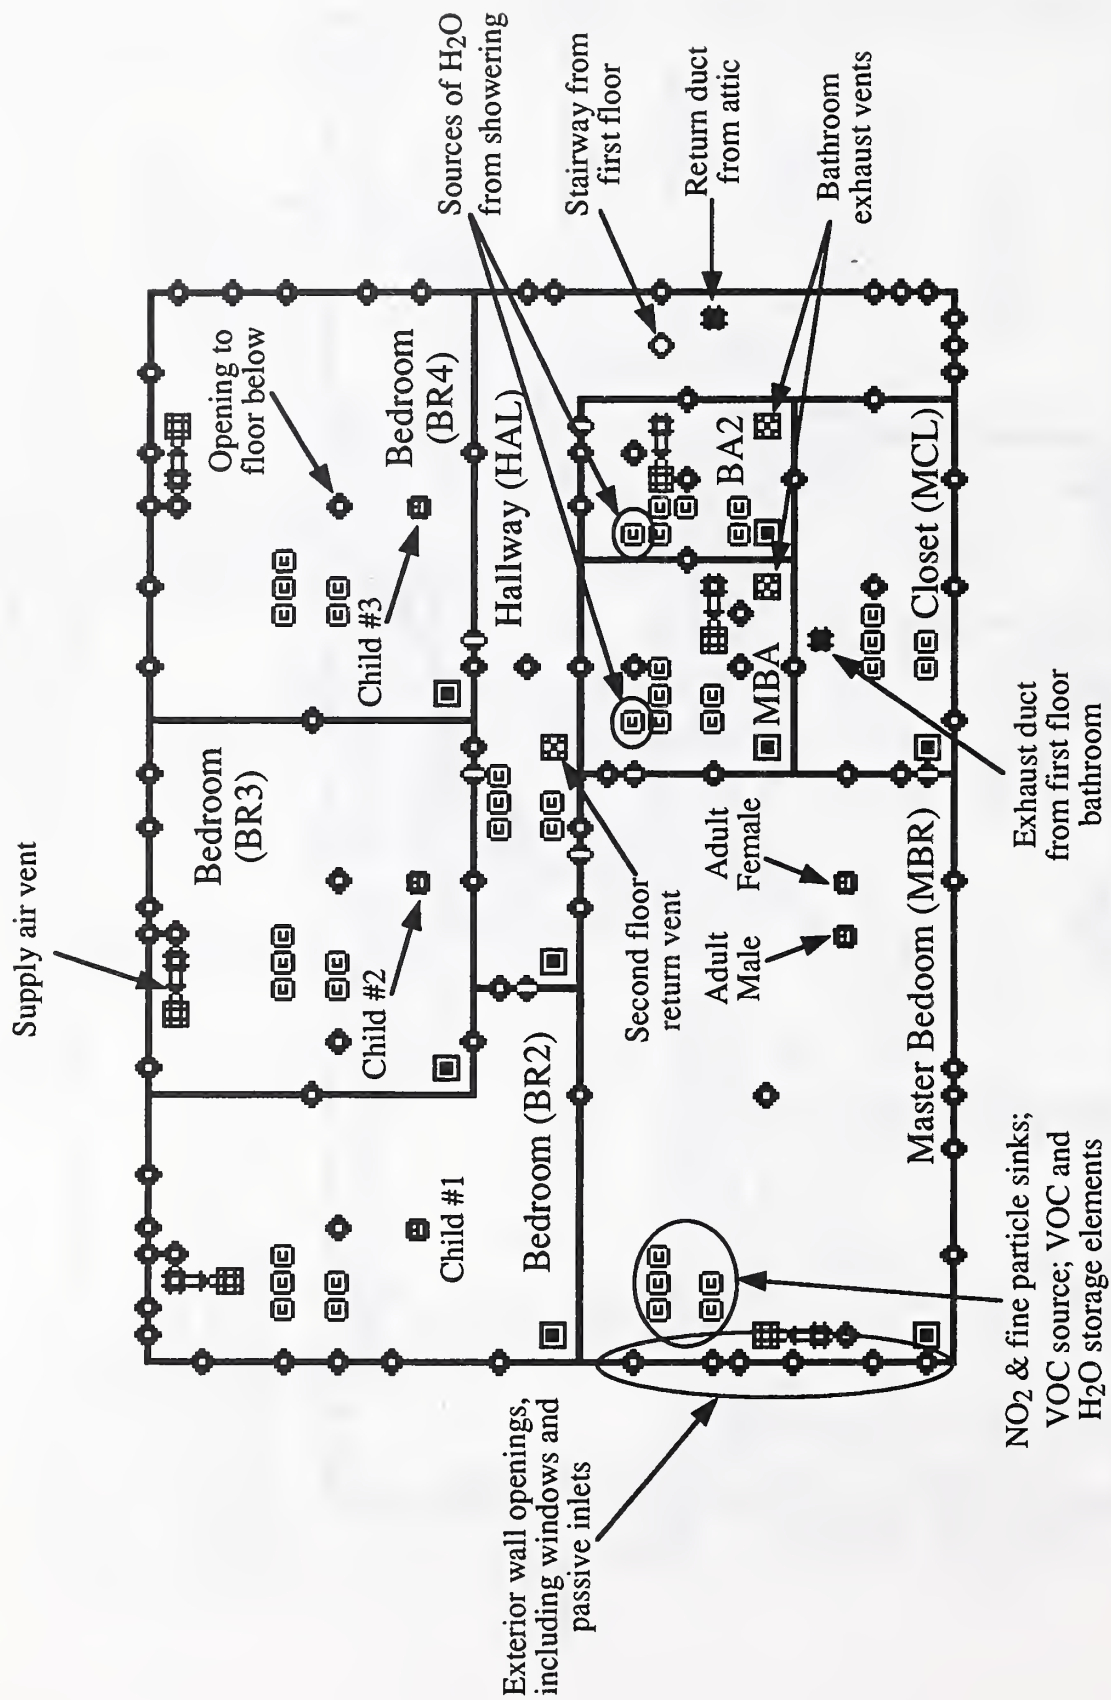 Supply air vent
Bedroom
(BR3)
Opening to
floor below
Bedroom
(BR4)
Child #3
Child #2
Child #1
Hallway (HAL)
Bedroom (BR2)
Sources of H2O
from showering
Stairway from
first floor
Return duct
from attic
Bathroom
exhaust vents
BA2
MBA
Closet (MCL)
Exhaust duct
from first floor
bathroom
Second floor
return vent
Adult
Female
Adult
Male
Master Bedoom (MBR)
Exterior wall openings,
including windows and
passive inlets
NO2 & fine particle sinks;
VOC source; VOC and
H2O storage elements